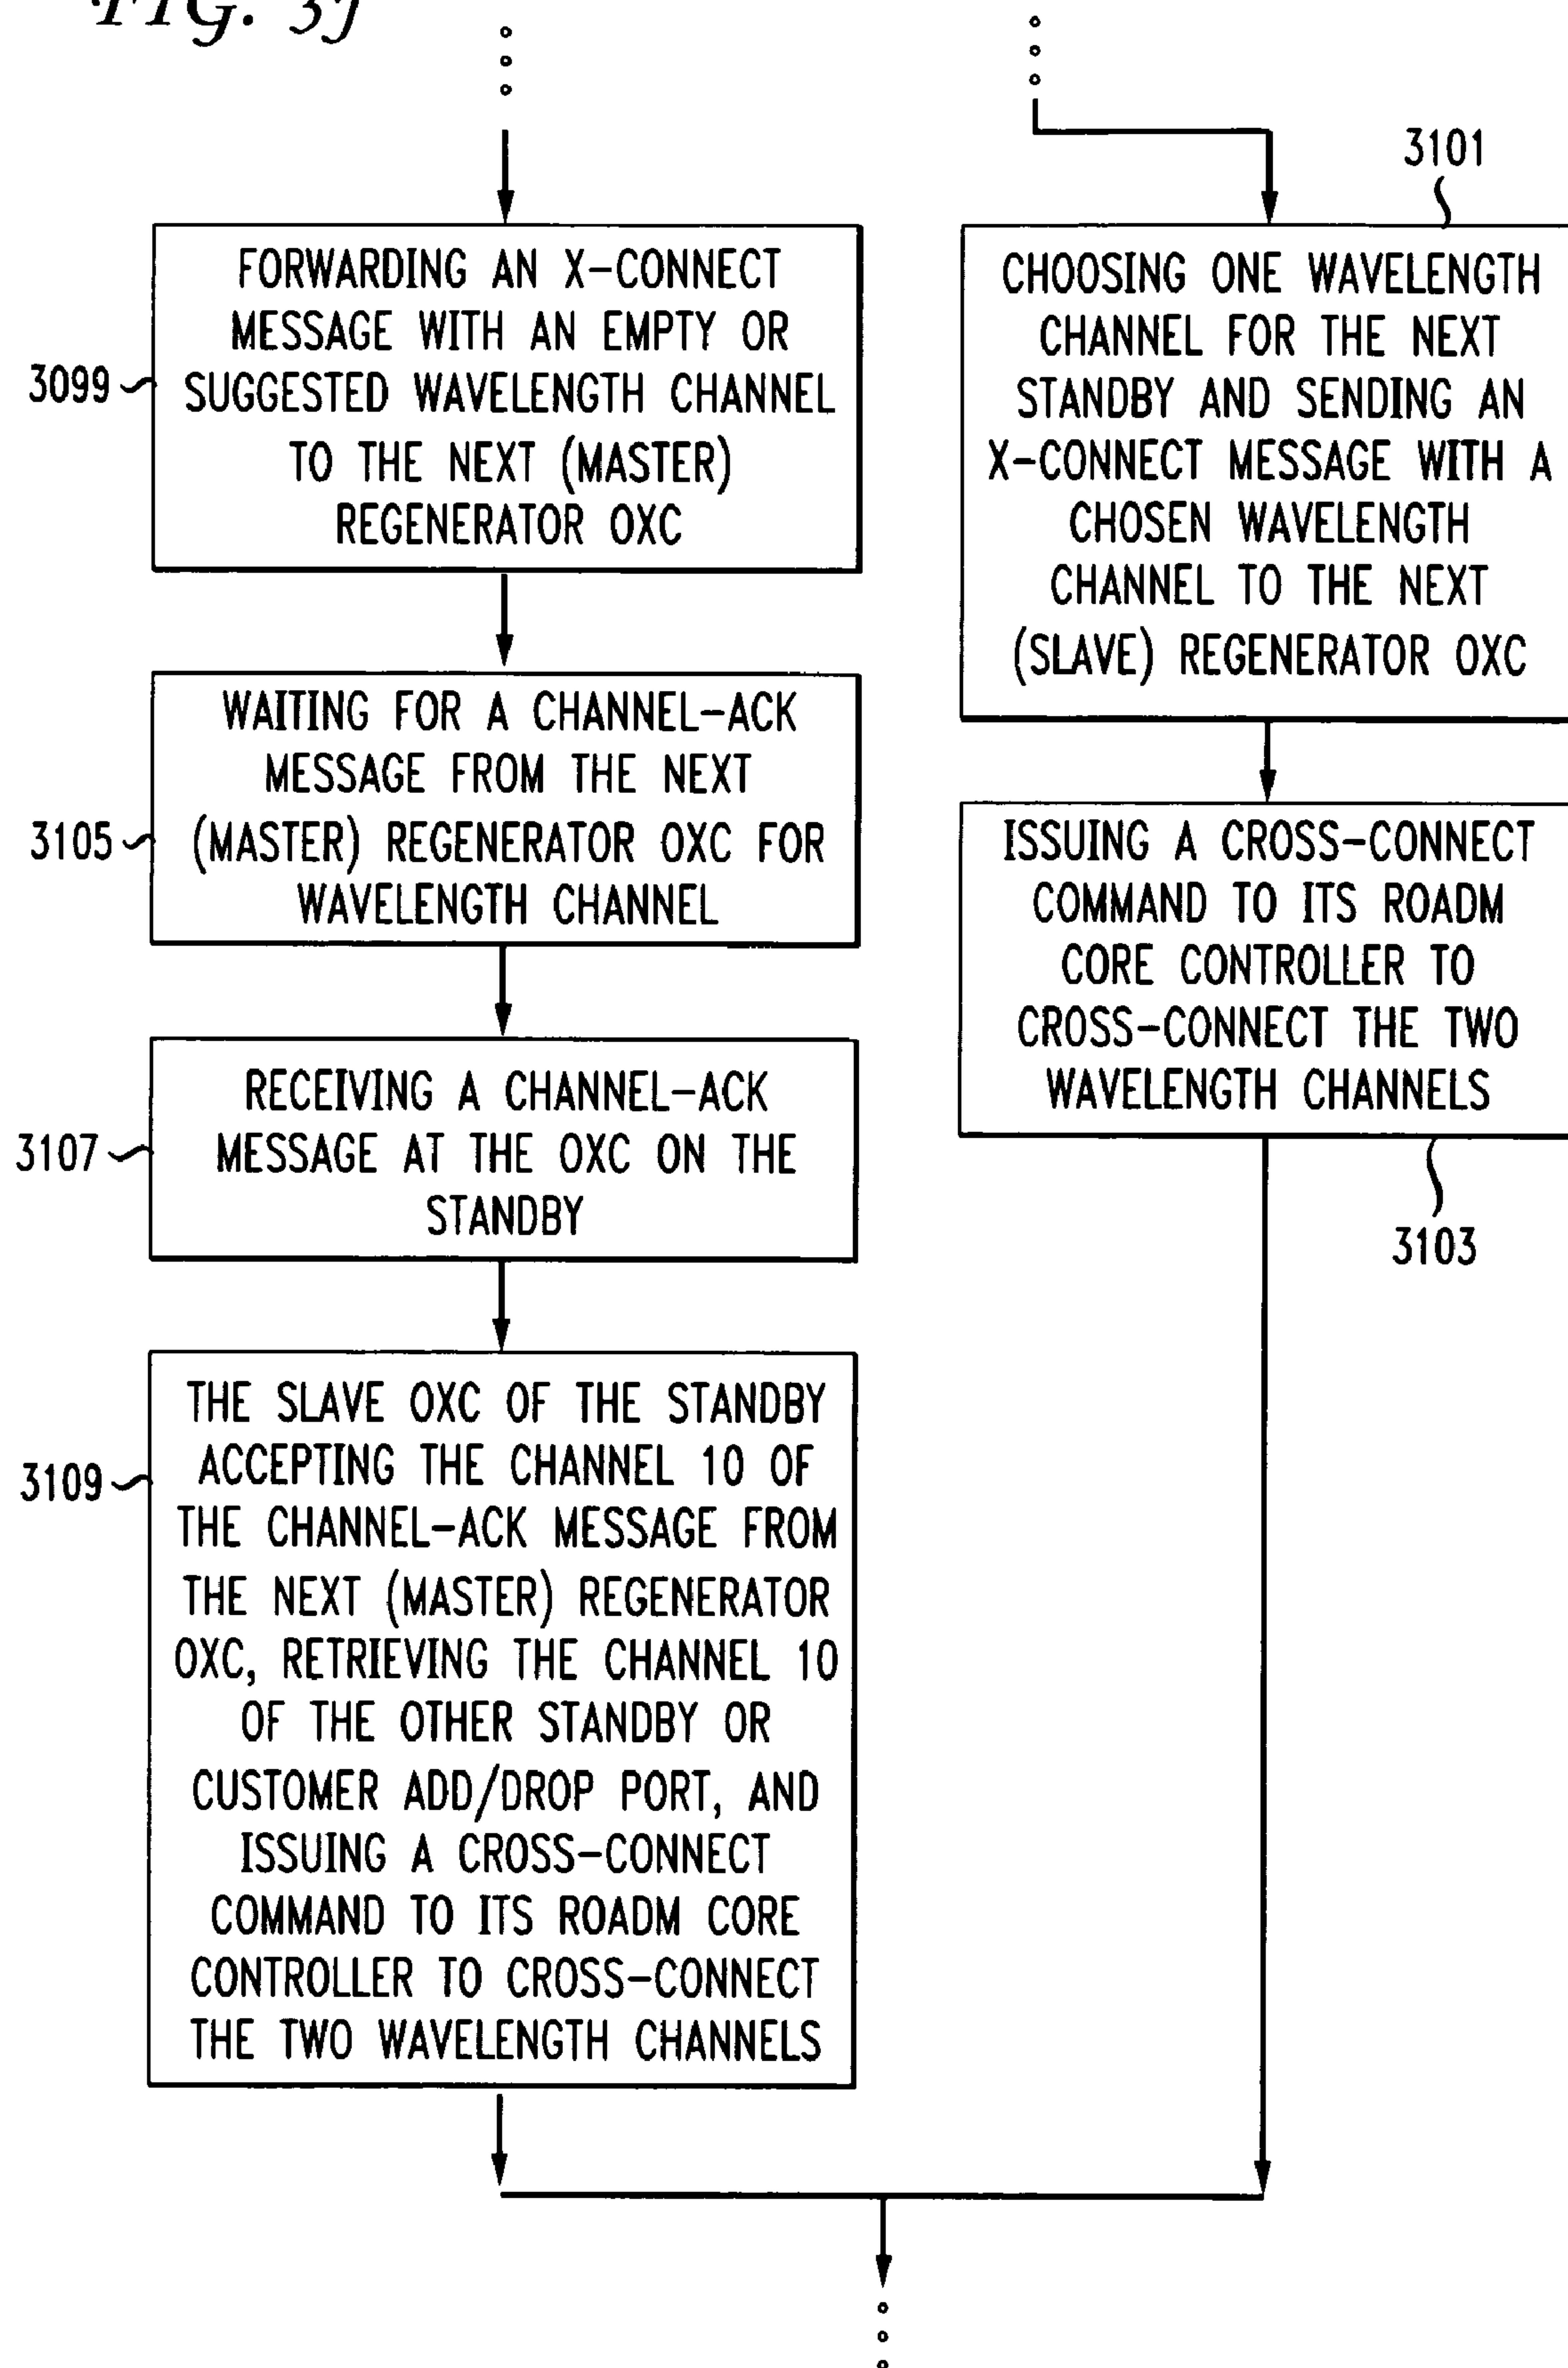 FIG. 3J
3099
FORWARDING AN X-CONNECT
MESSAGE WITH AN EMPTY OR
SUGGESTED WAVELENGTH CHANNEL
TO THE NEXT (MASTER)
REGENERATOR OXC
3105
WAITING FOR A CHANNEL-ACK
MESSAGE FROM THE NEXT
(MASTER) REGENERATOR OXC FOR
WAVELENGTH CHANNEL
3107
RECEIVING A CHANNEL-ACK
MESSAGE AT THE OXC ON THE
STANDBY
3109
THE SLAVE OXC OF THE STANDBY
ACCEPTING THE CHANNEL 10 OF
THE CHANNEL-ACK MESSAGE FROM
THE NEXT (MASTER) REGENERATOR
OXC, RETRIEVING THE CHANNEL 10
OF THE OTHER STANDBY OR
CUSTOMER ADD/DROP PORT, AND
ISSUING A CROSS-CONNECT
COMMAND TO ITS ROADM CORE
CONTROLLER TO CROSS-CONNECT
THE TWO WAVELENGTH CHANNELS
3101
CHOOSING ONE WAVELENGTH
CHANNEL FOR THE NEXT
STANDBY AND SENDING AN
X-CONNECT MESSAGE WITH A
CHOSEN WAVELENGTH
CHANNEL TO THE NEXT
(SLAVE) REGENERATOR OXC
ISSUING A CROSS-CONNECT
COMMAND TO ITS ROADM
CORE CONTROLLER TO
CROSS-CONNECT THE TWO
WAVELENGTH CHANNELS
3103